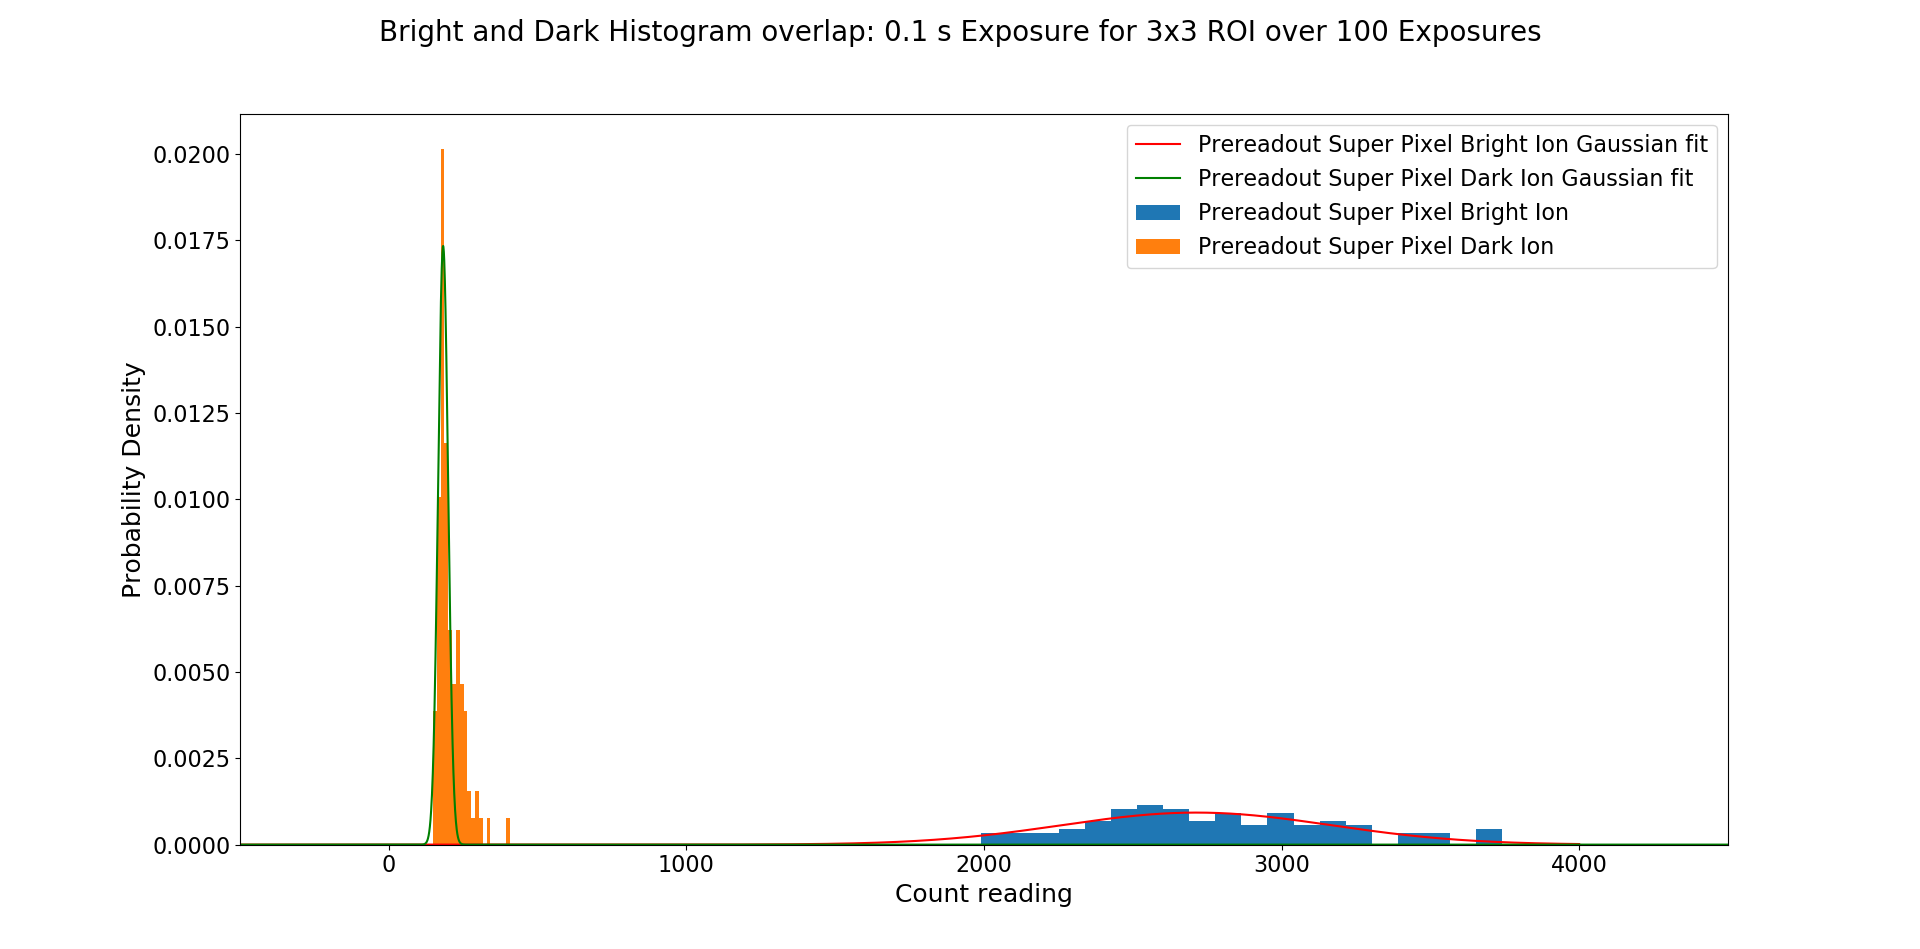 Bright and Dark Histogram overlap: 0.1 s Exposure for 3x3 ROI over 100 Exposures
Prereadout Super Pixel Bright Ion Gaussian fit
Prereadout Super Pixel Dark Ion Gaussian fit
Prereadout Super Pixel Bright Ion
Prereadout Super Pixel Dark Ion
Probability Density
0.0200
0.0175
0.0150
0.0125
0.0100
0.0075
0.0050
0.0025
0.0000
0 1000 2000 3000 4000
Count reading